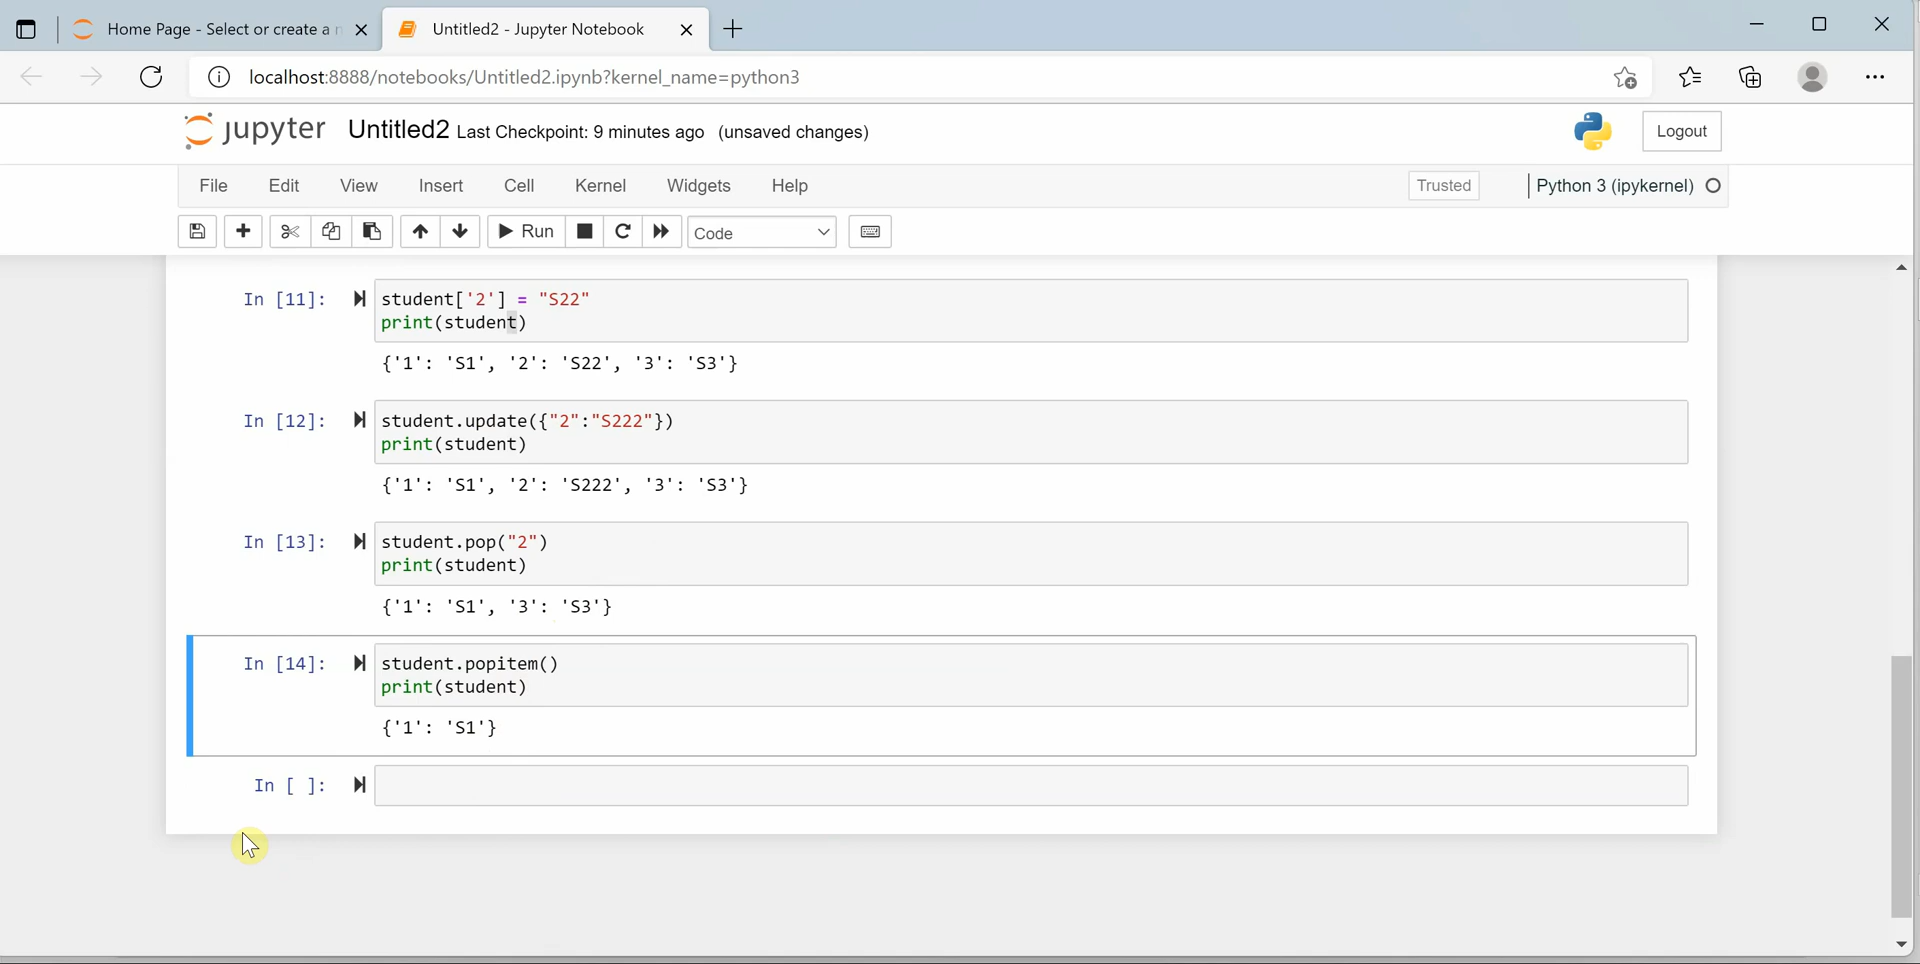 Home Page - Select or create a n
Untitled2 - Jupyter Notebook
localhost:8888/notebooks/Untitled2.ipynb?kernel_name=python3
jupyter Untitled2 Last Checkpoint: 9 minutes ago (unsaved changes)
Logout
File Edit View Insert Cell Kernel Widgets Help
Trusted
Python 3 (ipykernel)
Run
Code
In [11]: student['2'] = "S22"
print(student)
{'1': 'S1', '2': 'S22', '3': 'S3'}
In [12]: student.update({"2":"S222"})
print(student)
{'1': 'S1', '2': 'S222', '3': 'S3'}
In [13]: student.pop("2")
print(student)
{'1': 'S1', '3': 'S3'}
In [14]: student.popitem()
print(student)
{'1': 'S1'}
In [ ]: